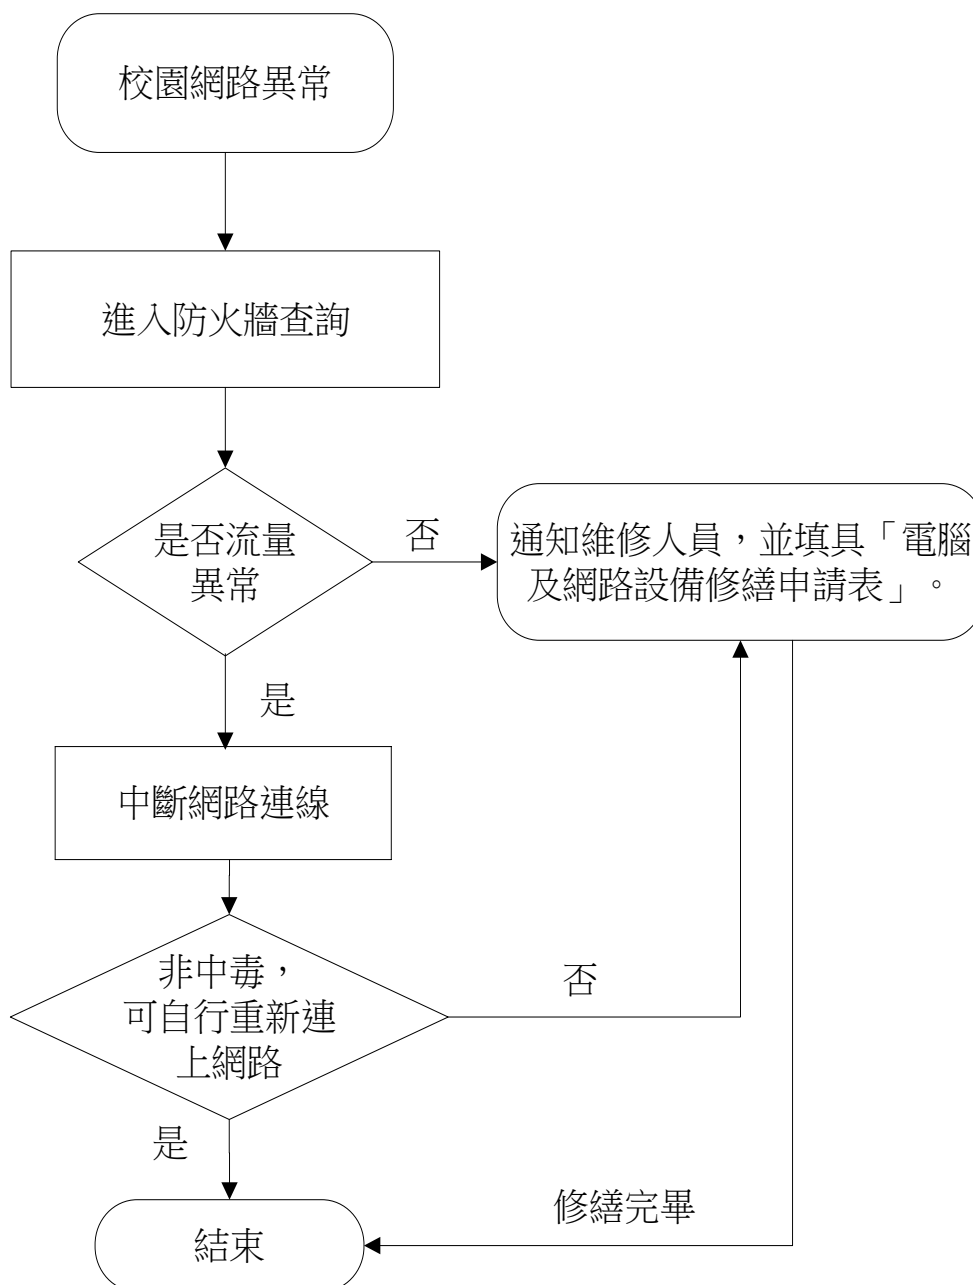 校園網路異常
進入防火牆查詢
是否流量
異常
否
通知維修人員，並填具「電腦
及網路設備修繕申請表」。
是
中斷網路連線
非中毒，
可自行重新連
上網路
否
是
修繕完畢
結束